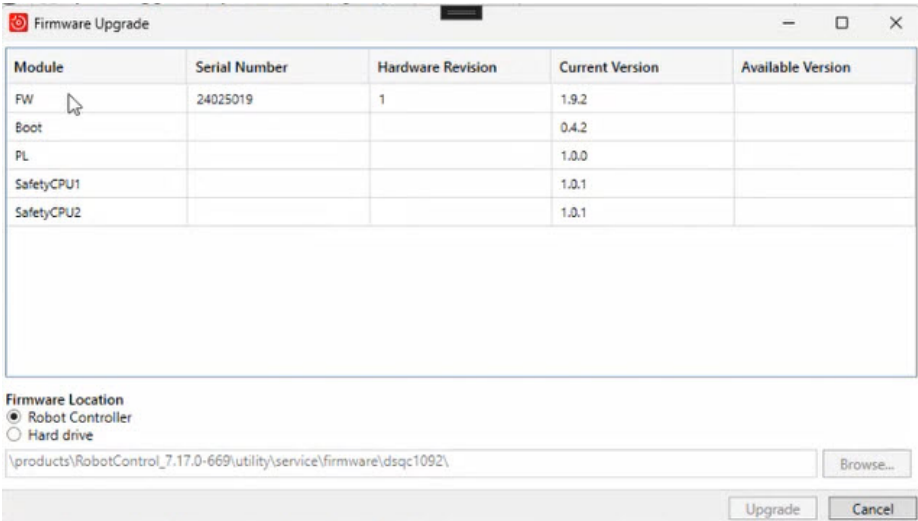 Firmware Upgrade
Module Serial Number Hardware Revision Current Version Available Version
FW 24025019 1 1.9.2
Boot 0.4.2
PL 1.0.0
SafetyCPU1 1.0.1
SafetyCPU2 1.0.1
Firmware Location
Robot Controller
Hard drive
\products\RobotControl_7.17.0-669\utility\service\firmware\dsqc1092\ Browse...
Upgrade Cancel